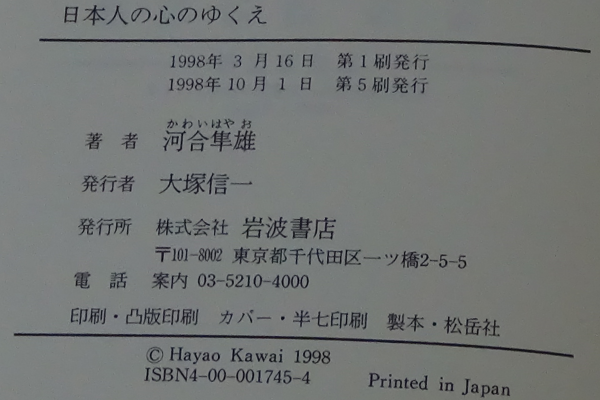 日本人の心のゆくえ
1998年 3 月16日　第1刷発行
1998年10月 1 日　第5刷発行
かわいはやお
著　者　河合隼雄
発行者　大塚信一
発行所　株式会社 岩波書店
〒101-8002 東京都千代田区一ツ橋2-5-5
電　話　案内 03-5210-4000
印刷・凸版印刷　カバー・半七印刷　製本・松岳社
© Hayao Kawai 1998
ISBN4-00-001745-4　Printed in Japan